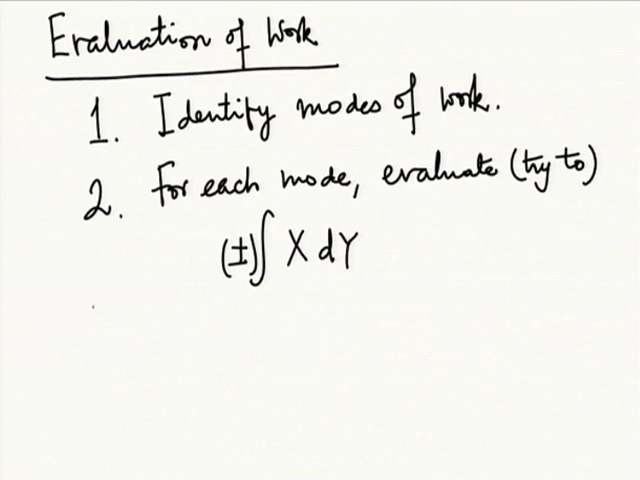 Evaluation of Work
1. Identify modes of work.
2. For each mode, evaluate (try to)
(±)∫ X dY